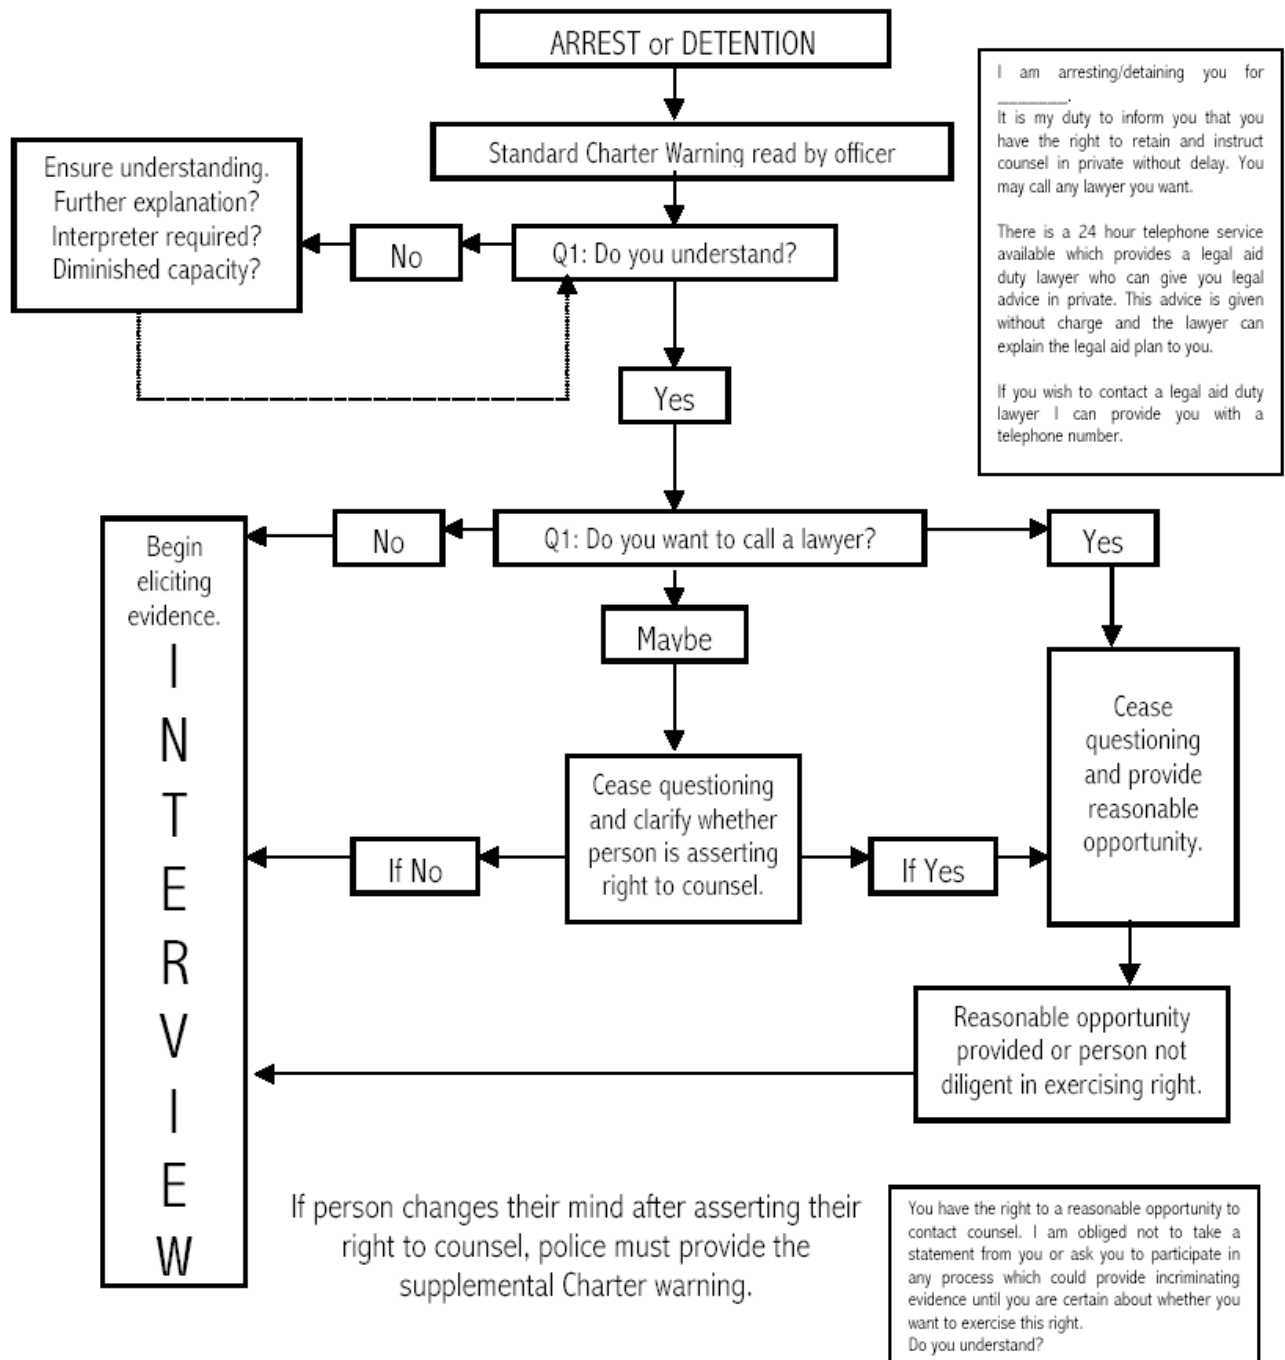 ARREST or DETENTION
I am arresting/detaining you for
_______.
It is my duty to inform you that you
have the right to retain and instruct
counsel in private without delay. You
may call any lawyer you want.
There is a 24 hour telephone service
available which provides a legal aid
duty lawyer who can give you legal
advice in private. This advice is given
without charge and the lawyer can
explain the legal aid plan to you.
If you wish to contact a legal aid duty
lawyer I can provide you with a
telephone number.
Standard Charter Warning read by officer
Ensure understanding.
Further explanation?
Interpreter required?
Diminished capacity?
No
Q1: Do you understand?
Yes
No
Q1: Do you want to call a lawyer?
Yes
Begin
eliciting
evidence.
I
N
T
E
R
V
I
E
W
Maybe
Cease questioning
and clarify whether
person is asserting
right to counsel.
If No
If Yes
Cease
questioning
and provide
reasonable
opportunity.
Reasonable opportunity
provided or person not
diligent in exercising right.
If person changes their mind after asserting their
right to counsel, police must provide the
supplemental Charter warning.
You have the right to a reasonable opportunity to
contact counsel. I am obliged not to take a
statement from you or ask you to participate in
any process which could provide incriminating
evidence until you are certain about whether you
want to exercise this right.
Do you understand?